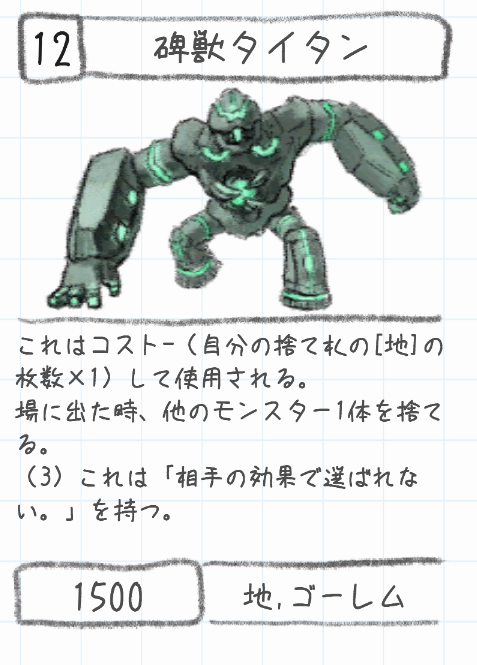 12
碑獣タイタン
これはコストー（自分の捨て札の[地]の
枚数×1）して使用される。
場に出た時、他のモンスター1体を捨て
る。
（3）これは「相手の効果で選ばれな
い。」を持つ。
1500
地,ゴーレム